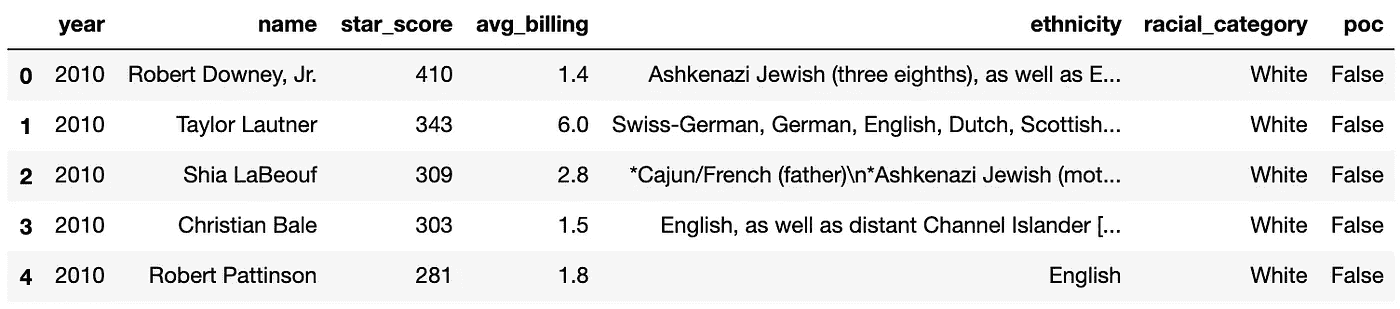 year name star_score avg_billing ethnicity racial_category poc
0 2010 Robert Downey, Jr. 410 1.4 Ashkenazi Jewish (three eighths), as well as E... White False
1 2010 Taylor Lautner 343 6.0 Swiss-German, German, English, Dutch, Scottish... White False
2 2010 Shia LaBeouf 309 2.8 *Cajun/French (father)\n*Ashkenazi Jewish (mot... White False
3 2010 Christian Bale 303 1.5 English, as well as distant Channel Islander [... White False
4 2010 Robert Pattinson 281 1.8 English White False